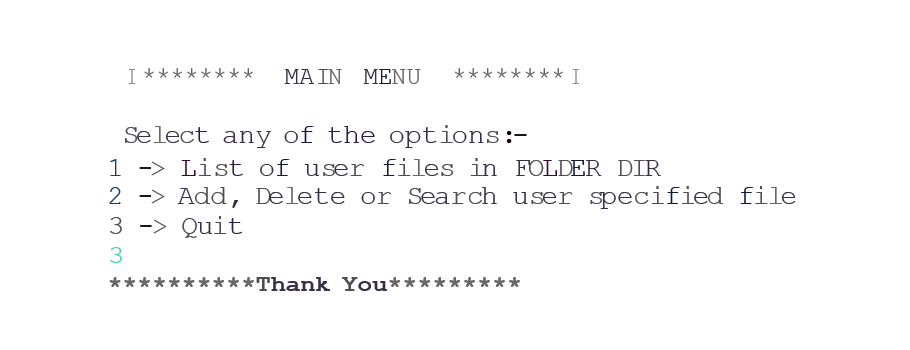 I******** MAIN MENU ********I
Select any of the options:-
1 -> List of user files in FOLDER DIR
2 -> Add, Delete or Search user specified file
3 -> Quit
3
**********Thank You*********